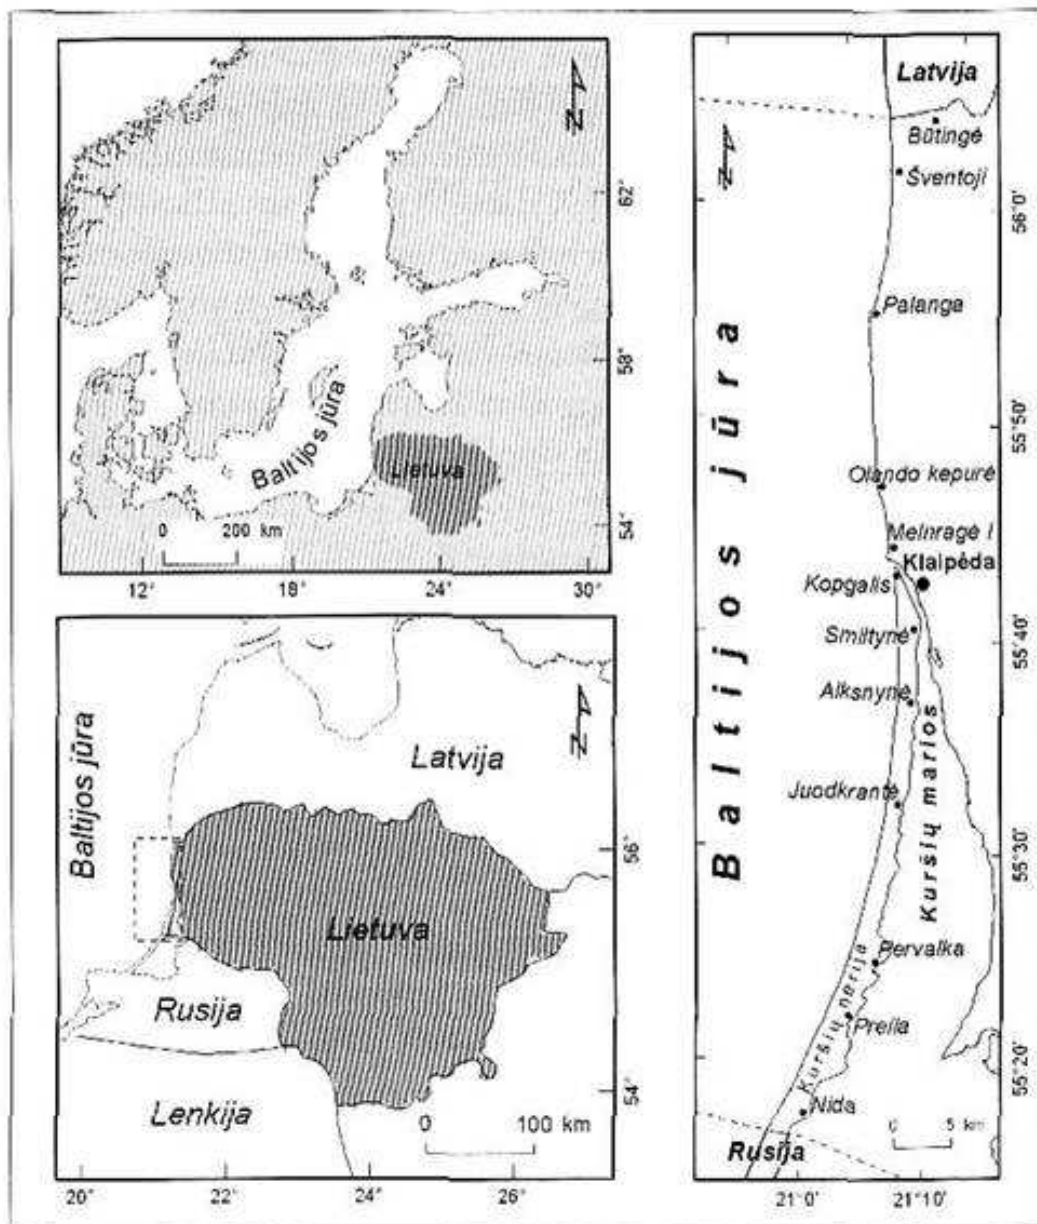 N
62°
58°
54°
Baltijos jūra
Lietuva
0 200 km
12° 18° 24° 30°
N
Baltijos jūra
Latvija
Lietuva
Rusija
Lenkija
56°
54°
0 100 km
20° 22° 24° 26°
N
Latvija
Būtingė
Šventoji
56°0'
Palanga
55°50'
Olando kepurė
Melnragė I
Klaipėda
Kopgalis
Smiltynė
55°40'
Alksnynė
Juodkrantė
Baltijos jūra
Kuršių marios
55°30'
Pervalka
Kuršių nerija
Preila
55°20'
Nida
0 5 km
Rusija
21°0' 21°10'